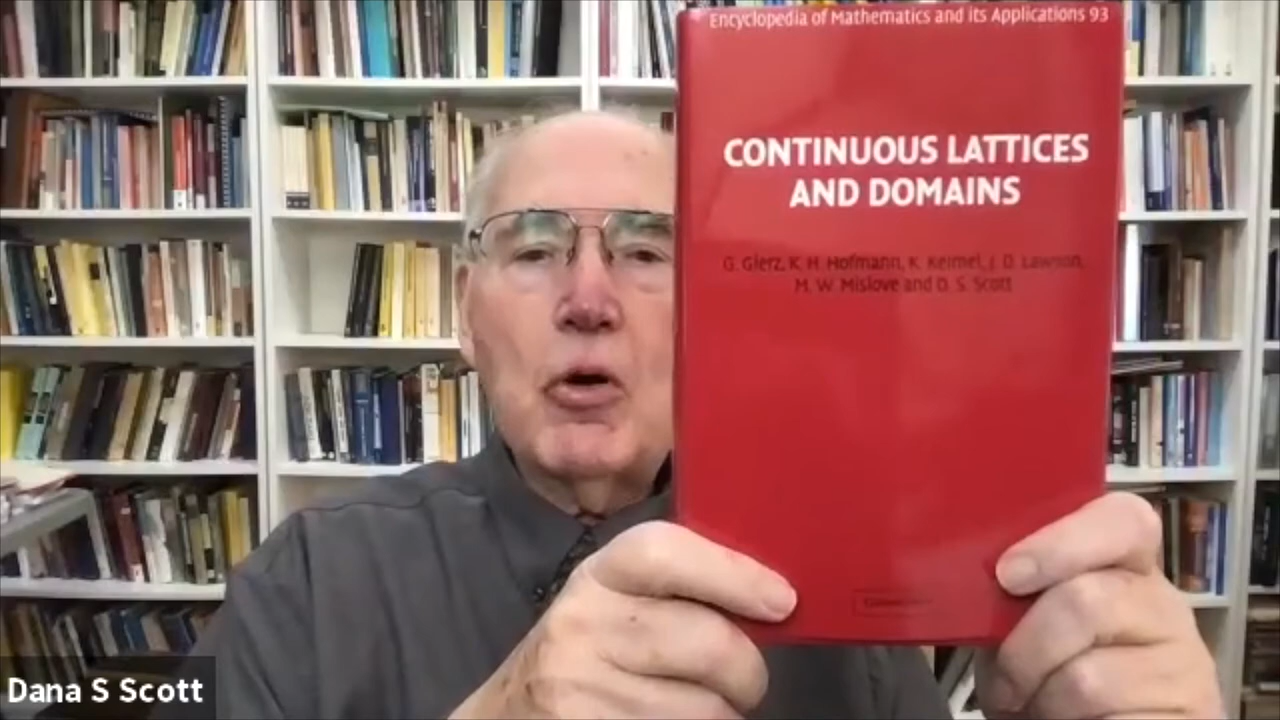 Encyclopedia of Mathematics and its Applications 93
CONTINUOUS LATTICES
AND DOMAINS
G. Gierz, K. H. Hofmann, K. Keimel, J. D. Lawson,
M. W. Mislove and D. S. Scott
Dana S Scott